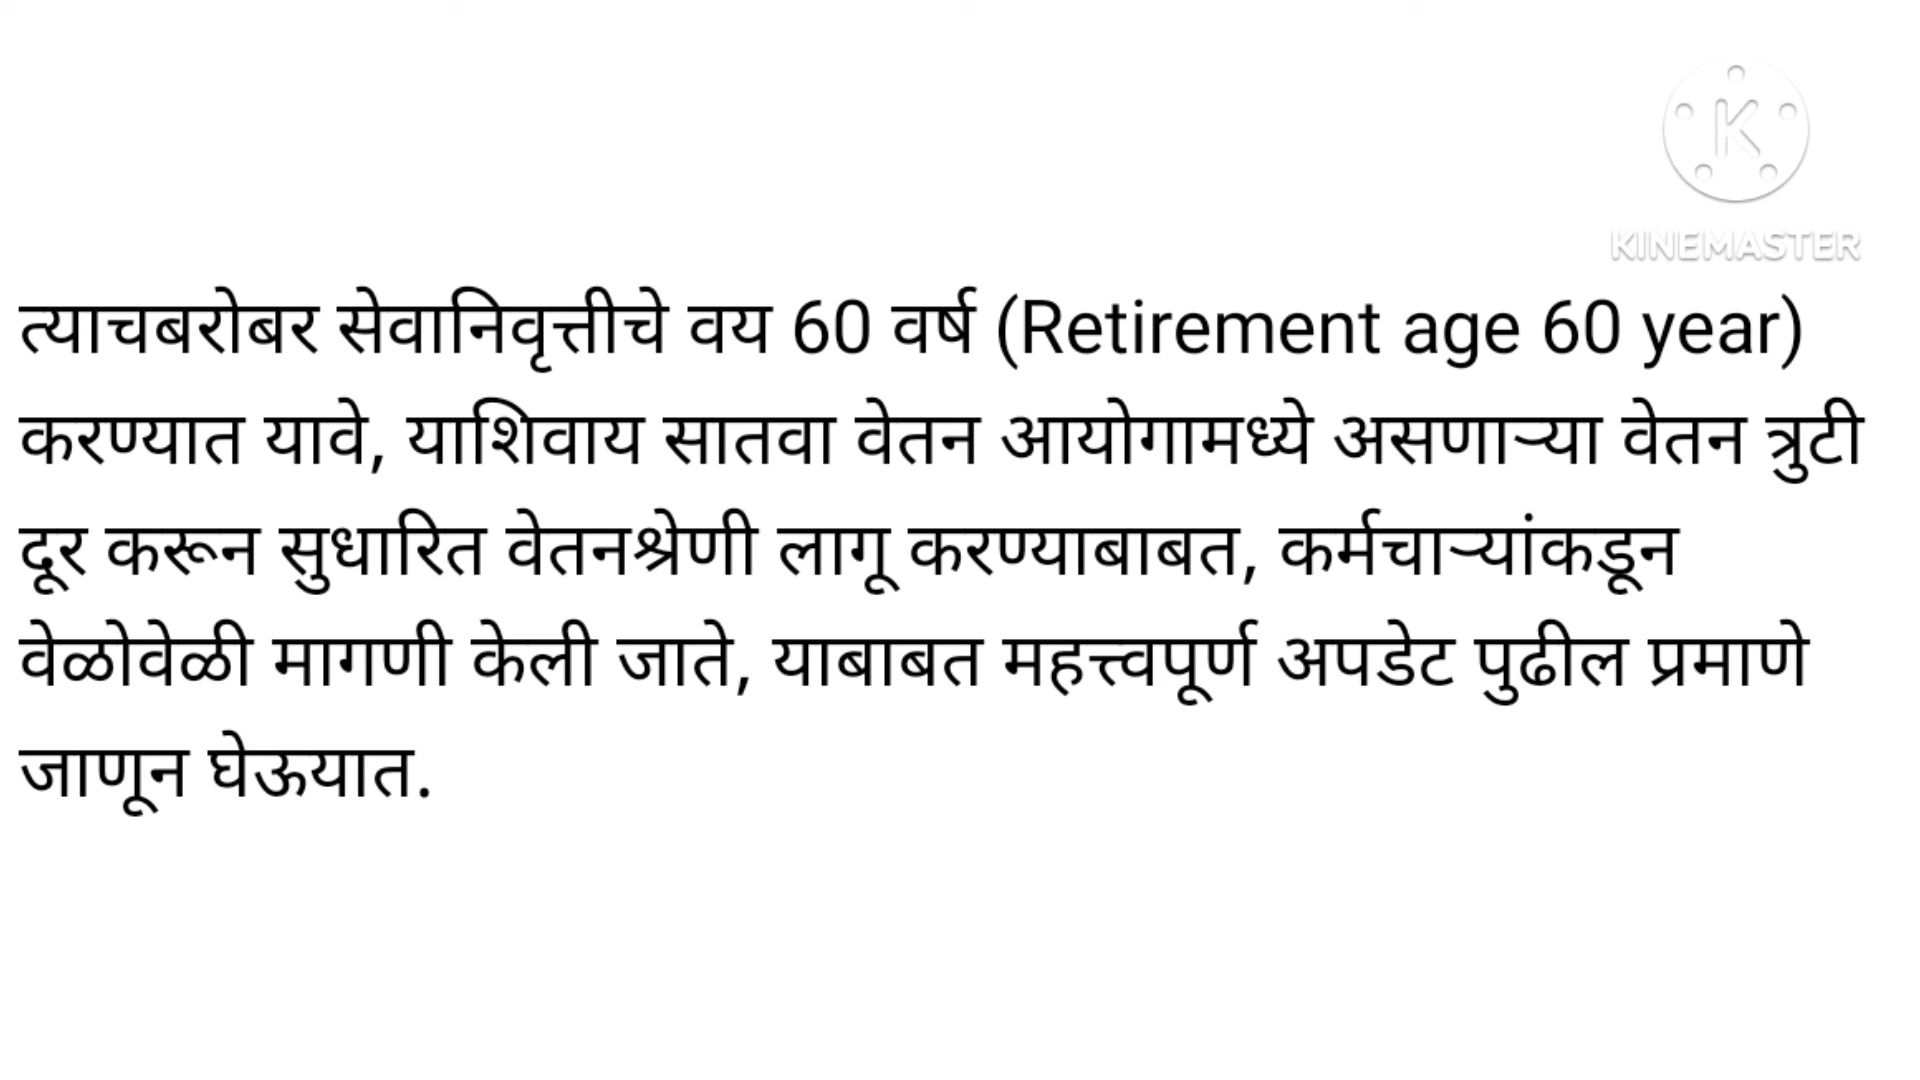 K
KINEMASTER
त्याचबरोबर सेवानिवृत्तीचे वय 60 वर्ष (Retirement age 60 year)
करण्यात यावे, याशिवाय सातवा वेतन आयोगामध्ये असणाऱ्या वेतन त्रुटी
दूर करून सुधारित वेतनश्रेणी लागू करण्याबाबत, कर्मचाऱ्यांकडून
वेळोवेळी मागणी केली जाते, याबाबत महत्त्वपूर्ण अपडेट पुढील प्रमाणे
जाणून घेऊयात.